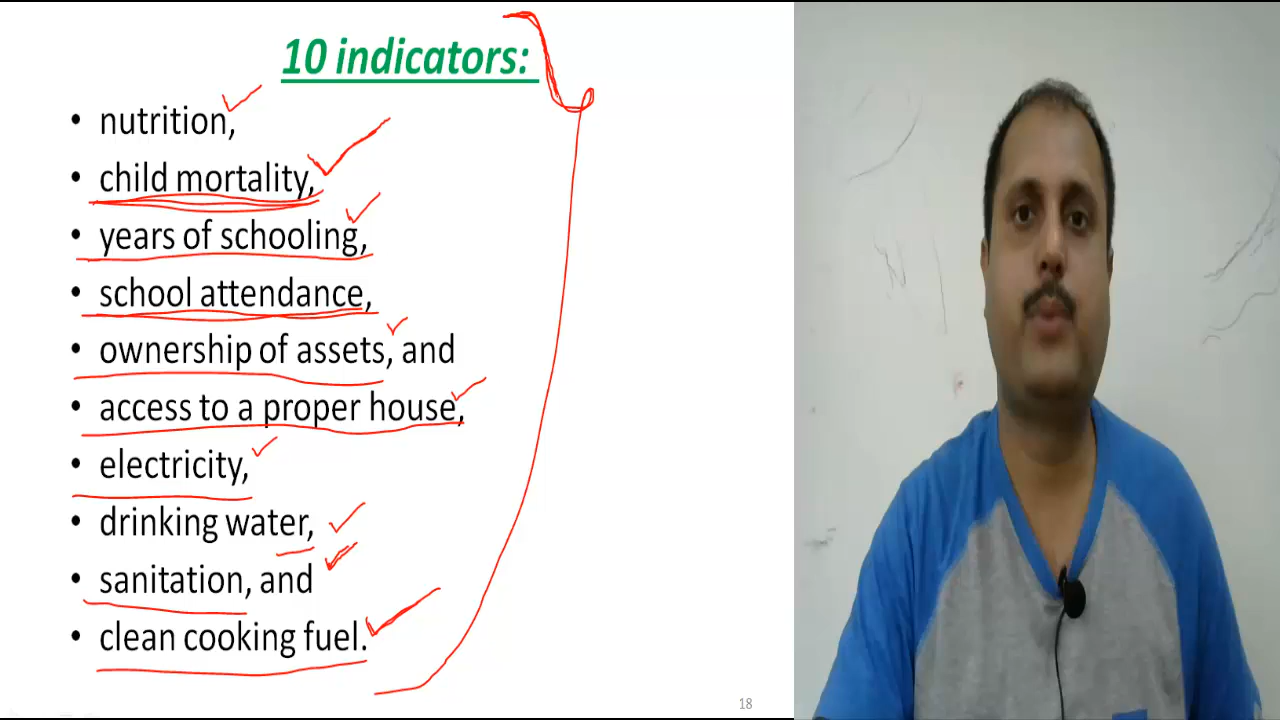 10 indicators:
• nutrition,
• child mortality,
• years of schooling,
• school attendance,
• ownership of assets, and
• access to a proper house,
• electricity,
• drinking water,
• sanitation, and
• clean cooking fuel.
18